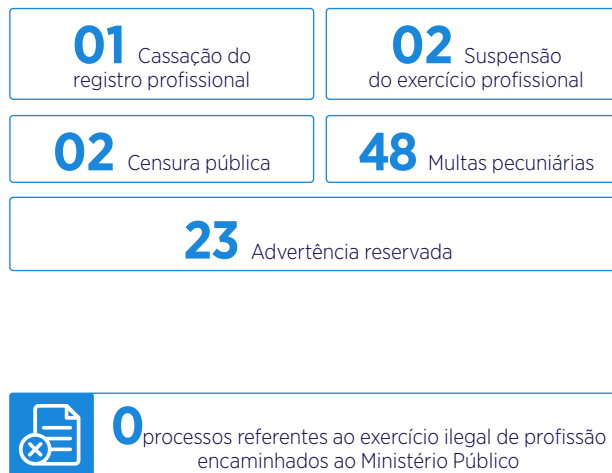 01 Cassação do
registro profissional
02 Suspensão
do exercício profissional
02 Censura pública
48 Multas pecuniárias
23 Advertência reservada
0 processos referentes ao exercício ilegal de profissão
encaminhados ao Ministério Público